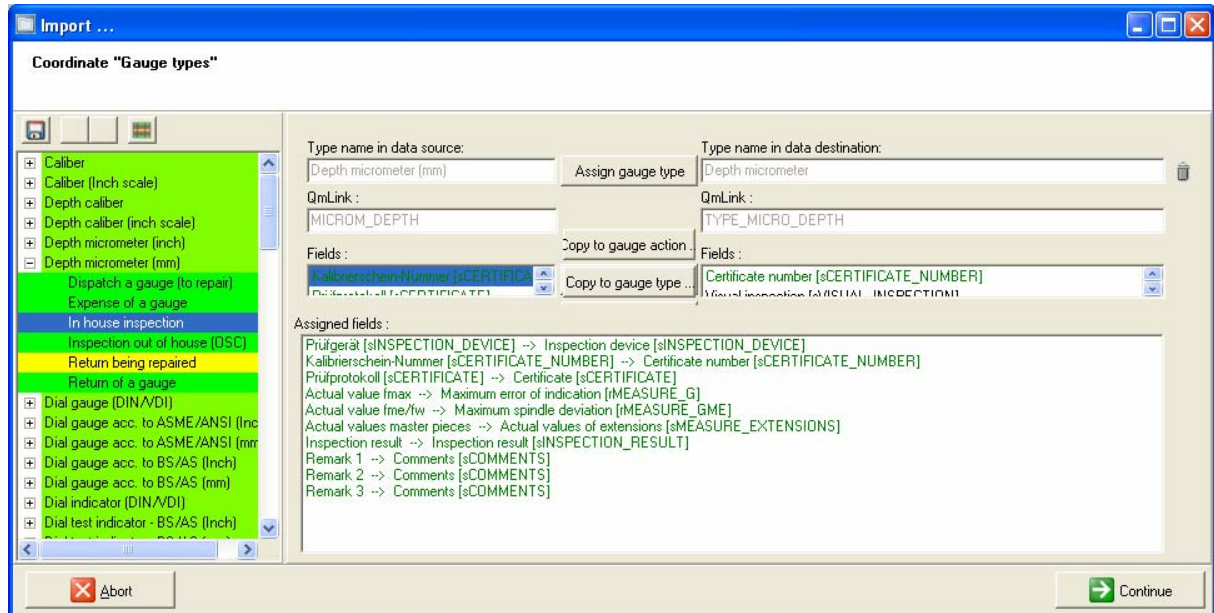 Import ...
Coordinate "Gauge types"
Caliber
Caliber (Inch scale)
Depth caliber
Depth caliber (inch scale)
Depth micrometer (inch)
Depth micrometer (mm)
Dispatch a gauge (to repair)
Expense of a gauge
In house inspection
Inspection out of house (OSC)
Return being repaired
Return of a gauge
Dial gauge (DIN/VDI)
Dial gauge acc. to ASME/ANSI (Inc
Dial gauge acc. to ASME/ANSI (mm
Dial gauge acc. to BS/AS (Inch)
Dial gauge acc. to BS/AS (mm)
Dial indicator (DIN/VDI)
Dial test indicator - BS/AS (Inch)
Type name in data source:
Depth micrometer (mm)
Assign gauge type
Type name in data destination:
Depth micrometer
QmLink :
MICROM_DEPTH
QmLink :
TYPE_MICRO_DEPTH
Copy to gauge action .
Fields :
Kalibrierschein-Nummer [sCERTIFICA
Prüfprotokoll [sCERTIFICATE]
Copy to gauge type ...
Fields :
Certificate number [sCERTIFICATE_NUMBER]
Visual inspection [sVISUAL_INSPECTION]
Assigned fields :
Prüfgerät [sINSPECTION_DEVICE] --> Inspection device [sINSPECTION_DEVICE]
Kalibrierschein-Nummer [sCERTIFICATE_NUMBER] --> Certificate number [sCERTIFICATE_NUMBER]
Prüfprotokoll [sCERTIFICATE] --> Certificate [sCERTIFICATE]
Actual value fmax --> Maximum error of indication [rMEASURE_G]
Actual value fme/fw --> Maximum spindle deviation [rMEASURE_GME]
Actual values master pieces --> Actual values of extensions [sMEASURE_EXTENSIONS]
Inspection result --> Inspection result [sINSPECTION_RESULT]
Remark 1 --> Comments [sCOMMENTS]
Remark 2 --> Comments [sCOMMENTS]
Remark 3 --> Comments [sCOMMENTS]
Abort
Continue